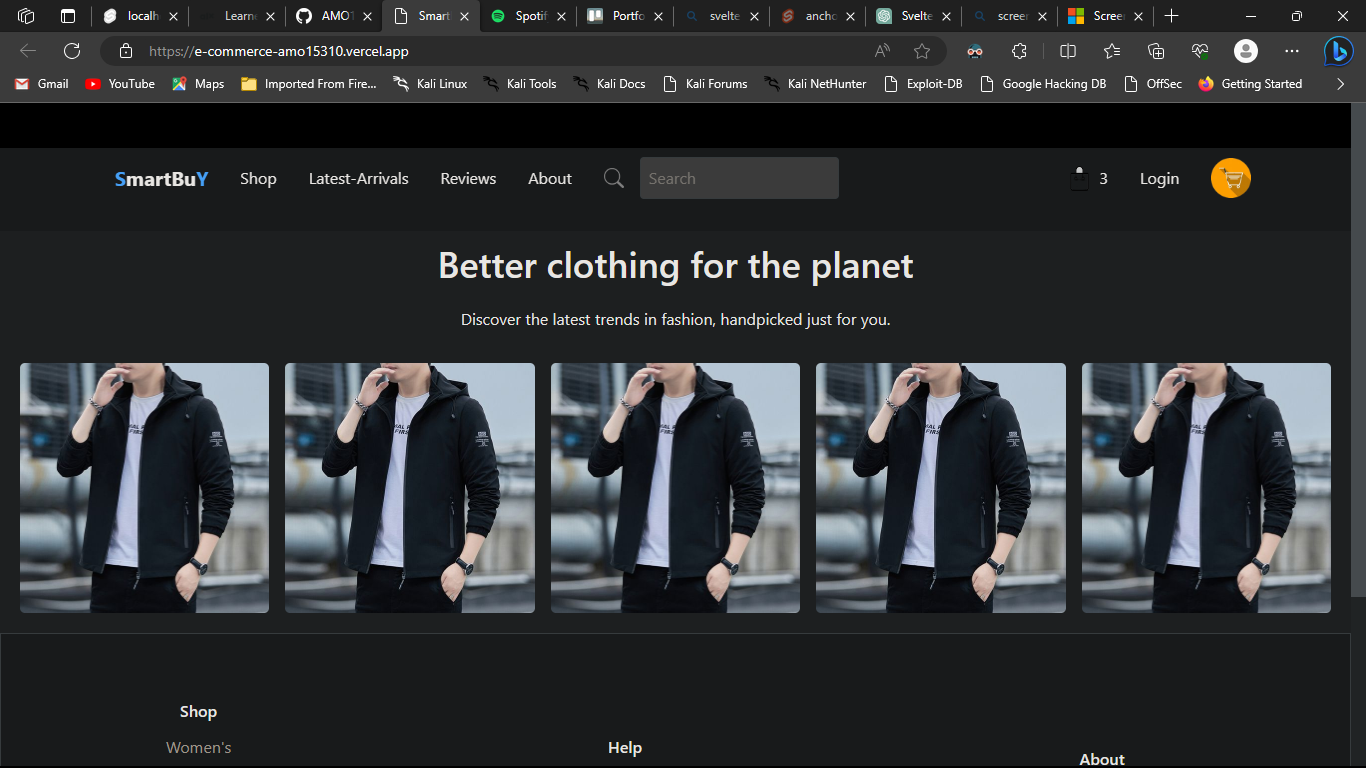 localh
Learn
AMO1
Smart
Spotif
Portfo
svelte
ancho
Svelte
screer
Screer
https://e-commerce-amo15310.vercel.app
Gmail YouTube Maps Imported From Fire... Kali Linux Kali Tools Kali Docs Kali Forums Kali NetHunter Exploit-DB Google Hacking DB OffSec Getting Started
SmartBuY Shop Latest-Arrivals Reviews About Search 3 Login
Better clothing for the planet
Discover the latest trends in fashion, handpicked just for you.
Shop
Women's
Help
About